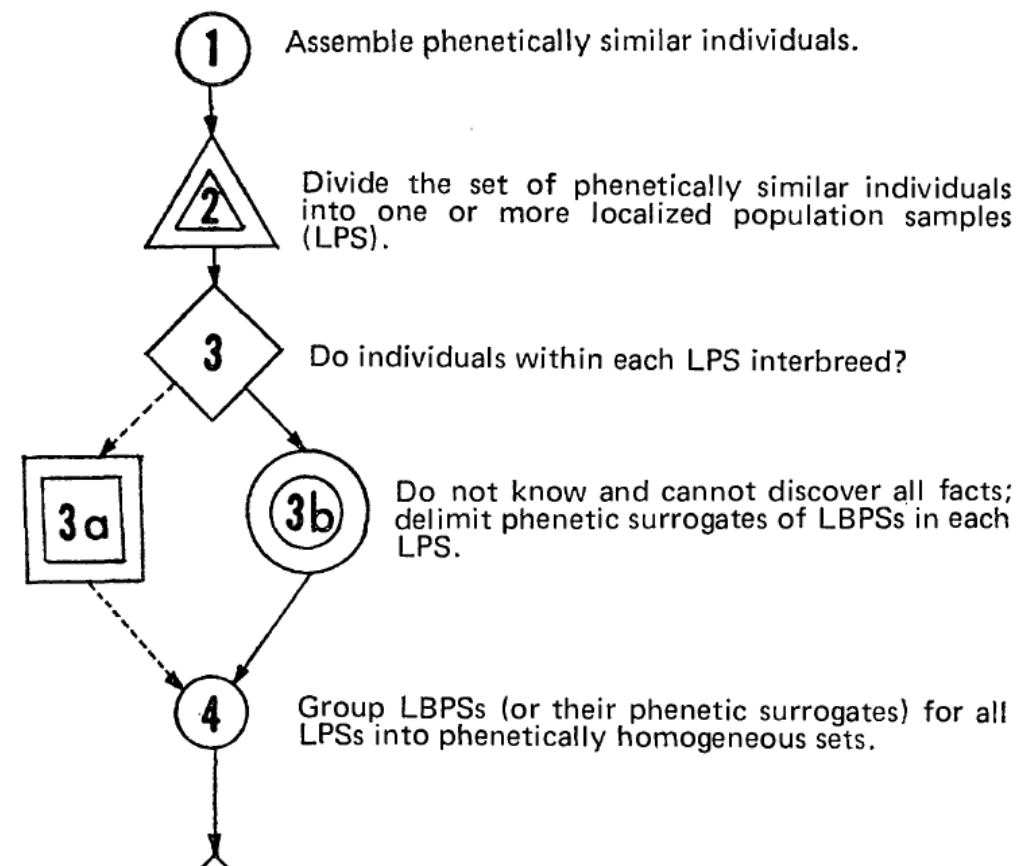 1 Assemble phenetically similar individuals.
2 Divide the set of phenetically similar individuals
into one or more localized population samples
(LPS).
3 Do individuals within each LPS interbreed?
3a 3b Do not know and cannot discover all facts;
delimit phenetic surrogates of LBPSs in each
LPS.
4 Group LBPSs (or their phenetic surrogates) for all
LPSs into phenetically homogeneous sets.